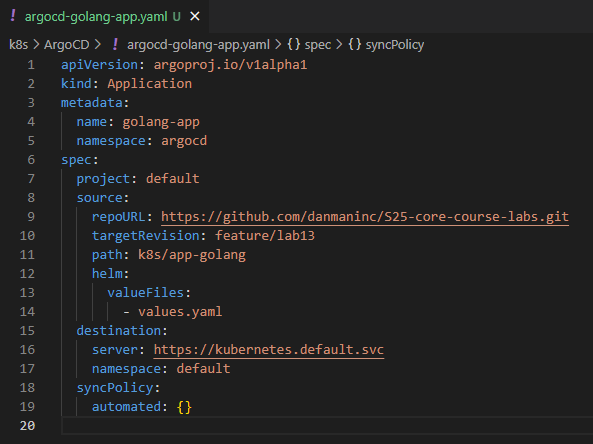 ! argocd-golang-app.yaml U ×
k8s > ArgoCD > ! argocd-golang-app.yaml > {} spec > {} syncPolicy
1 apiVersion: argoproj.io/v1alpha1
2 kind: Application
3 metadata:
4   name: golang-app
5   namespace: argocd
6 spec:
7   project: default
8   source:
9     repoURL: https://github.com/danmaninc/S25-core-course-labs.git
10     targetRevision: feature/lab13
11     path: k8s/app-golang
12     helm:
13       valueFiles:
14         - values.yaml
15   destination:
16     server: https://kubernetes.default.svc
17     namespace: default
18   syncPolicy:
19     automated: {}
20